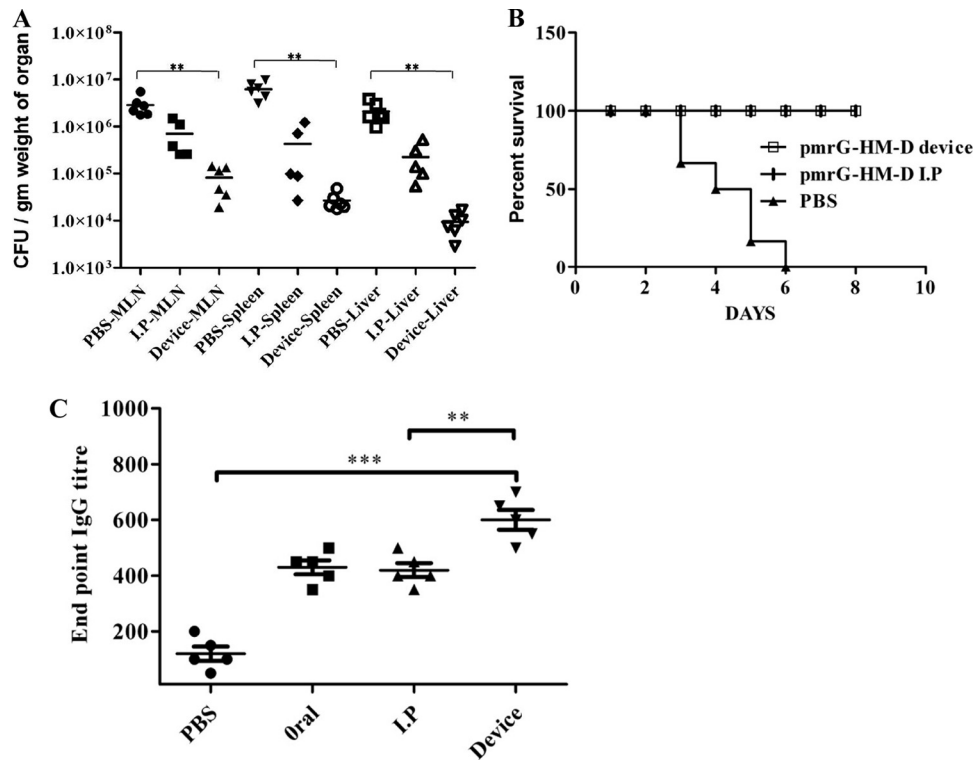 A
CFU / gm weight of organ
1.0×10⁸
1.0×10⁷
1.0×10⁶
1.0×10⁵
1.0×10⁴
1.0×10³
**
**
**
PBS-MLN
I.P-MLN
Device-MLN
PBS-Spleen
I.P-Spleen
Device-Spleen
PBS-Liver
I.P-Liver
Device-Liver
B
Percent survival
150
100
50
0
pmrG-HM-D device
pmrG-HM-D I.P
PBS
0 2 4 6 8 10
DAYS
C
End point IgG titre
1000
800
600
400
200
**
***
PBS
0ral
I.P
Device